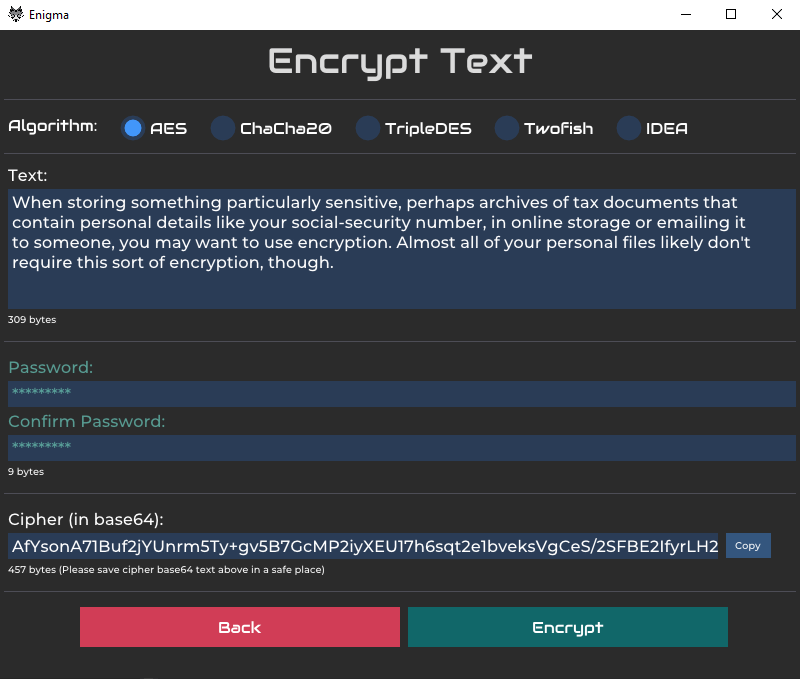 Enigma
Encrypt Text
Algorithm:
AES
ChaCha20
TripleDES
Twofish
IDEA
Text:
When storing something particularly sensitive, perhaps archives of tax documents that
contain personal details like your social-security number, in online storage or emailing it
to someone, you may want to use encryption. Almost all of your personal files likely don't
require this sort of encryption, though.
309 bytes
Password:
*********
Confirm Password:
*********
9 bytes
Cipher (in base64):
AfYsonA71Buf2jYUnrm5Ty+gv5B7GcMP2iyXEU17h6sqt2e1bveksVgCeS/2SFBE2IfyrLH2
Copy
457 bytes (Please save cipher base64 text above in a safe place)
Back
Encrypt